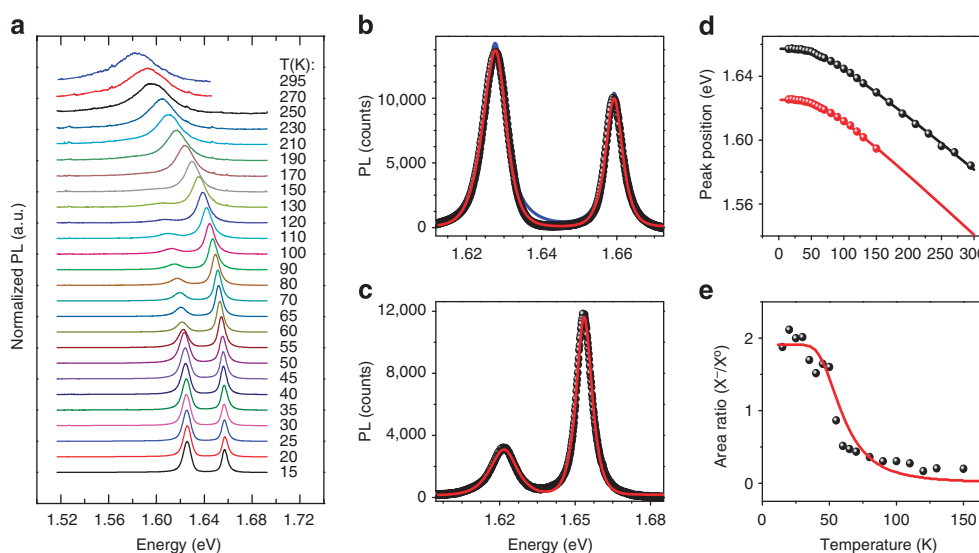 a
T(K):
295
270
250
230
210
190
170
150
130
120
110
100
90
80
70
65
60
55
50
45
40
35
30
25
20
15
Normalized PL (a.u.)
1.52 1.56 1.60 1.64 1.68 1.72
Energy (eV)
b
10,000
5,000
0
PL (counts)
1.62 1.64 1.66
c
12,000
8,000
4,000
0
PL (counts)
1.62 1.65 1.68
Energy (eV)
d
1.64
1.60
1.56
Peak position (eV)
0 50 100 150 200 250 300
e
4
2
0
Area ratio (X⁻/X⁰)
0 50 100 150
Temperature (K)